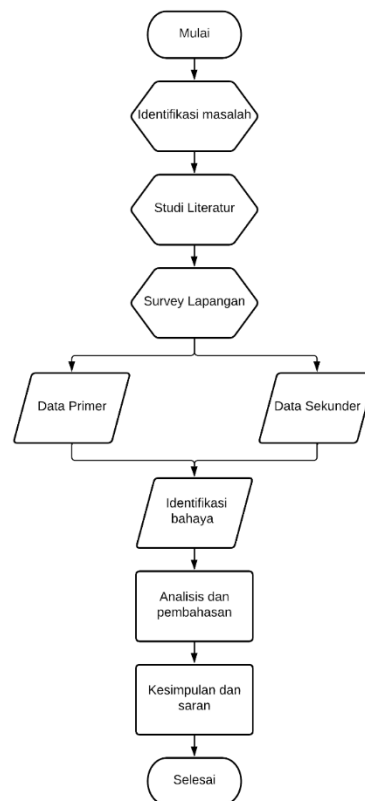 Mulai
Identifikasi masalah
Studi Literatur
Survey Lapangan
Data Primer
Data Sekunder
Identifikasi
bahaya
Analisis dan
pembahasan
Kesimpulan dan
saran
Selesai